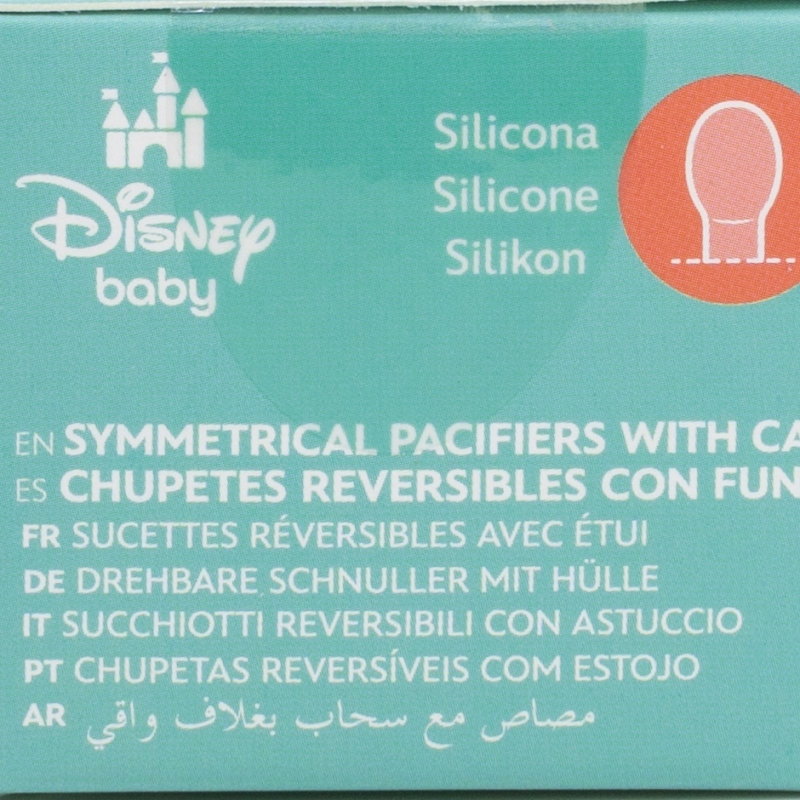 Disney
baby
Silicona
Silicone
Silikon
EN SYMMETRICAL PACIFIERS WITH CA
ES CHUPETES REVERSIBLES CON FUN
FR SUCETTES RÉVERSIBLES AVEC ÉTUI
DE DREHBARE SCHNULLER MIT HÜLLE
IT SUCCHIOTTI REVERSIBILI CON ASTUCCIO
PT CHUPETAS REVERSÍVEIS COM ESTOJO
AR مصاص مع سحاب بغلاف واقي